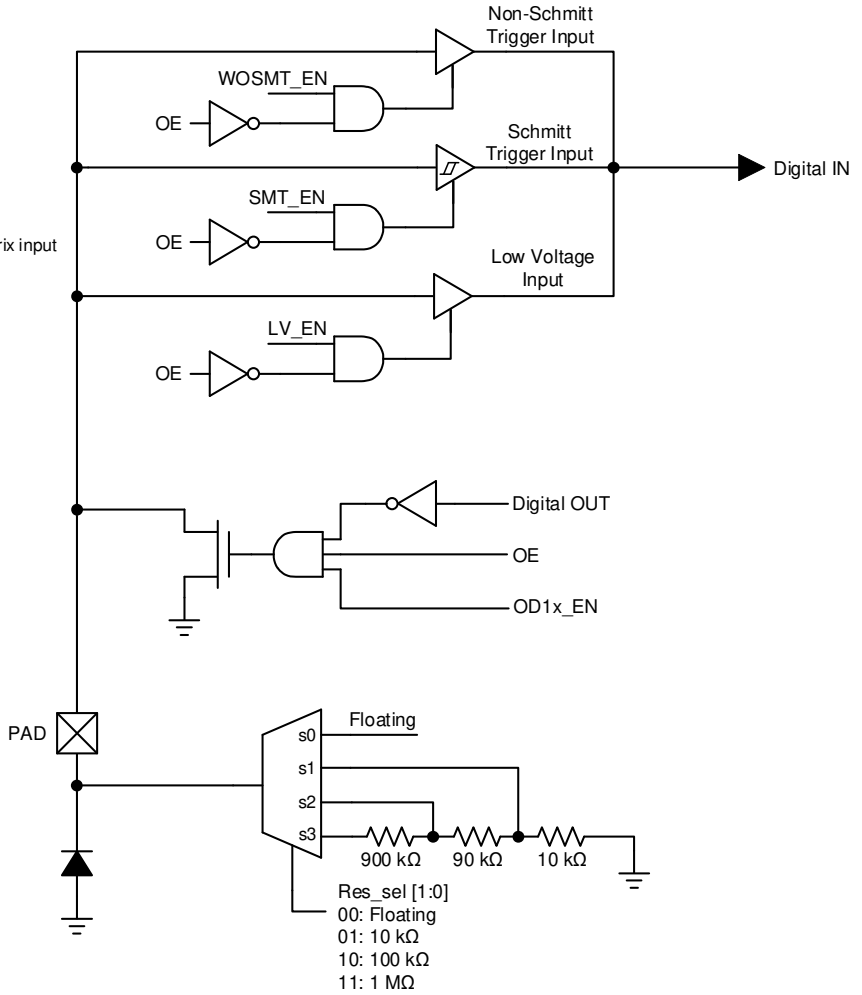 Non-Schmitt
Trigger Input
WOSMT_EN
OE
Schmitt
Trigger Input
Digital IN
SMT_EN
OE
rix input
Low Voltage
Input
LV_EN
OE
Digital OUT
OE
OD1x_EN
PAD
Floating
s0
s1
s2
s3
900 kΩ
90 kΩ
10 kΩ
Res_sel [1:0]
00: Floating
01: 10 kΩ
10: 100 kΩ
11: 1 MΩ